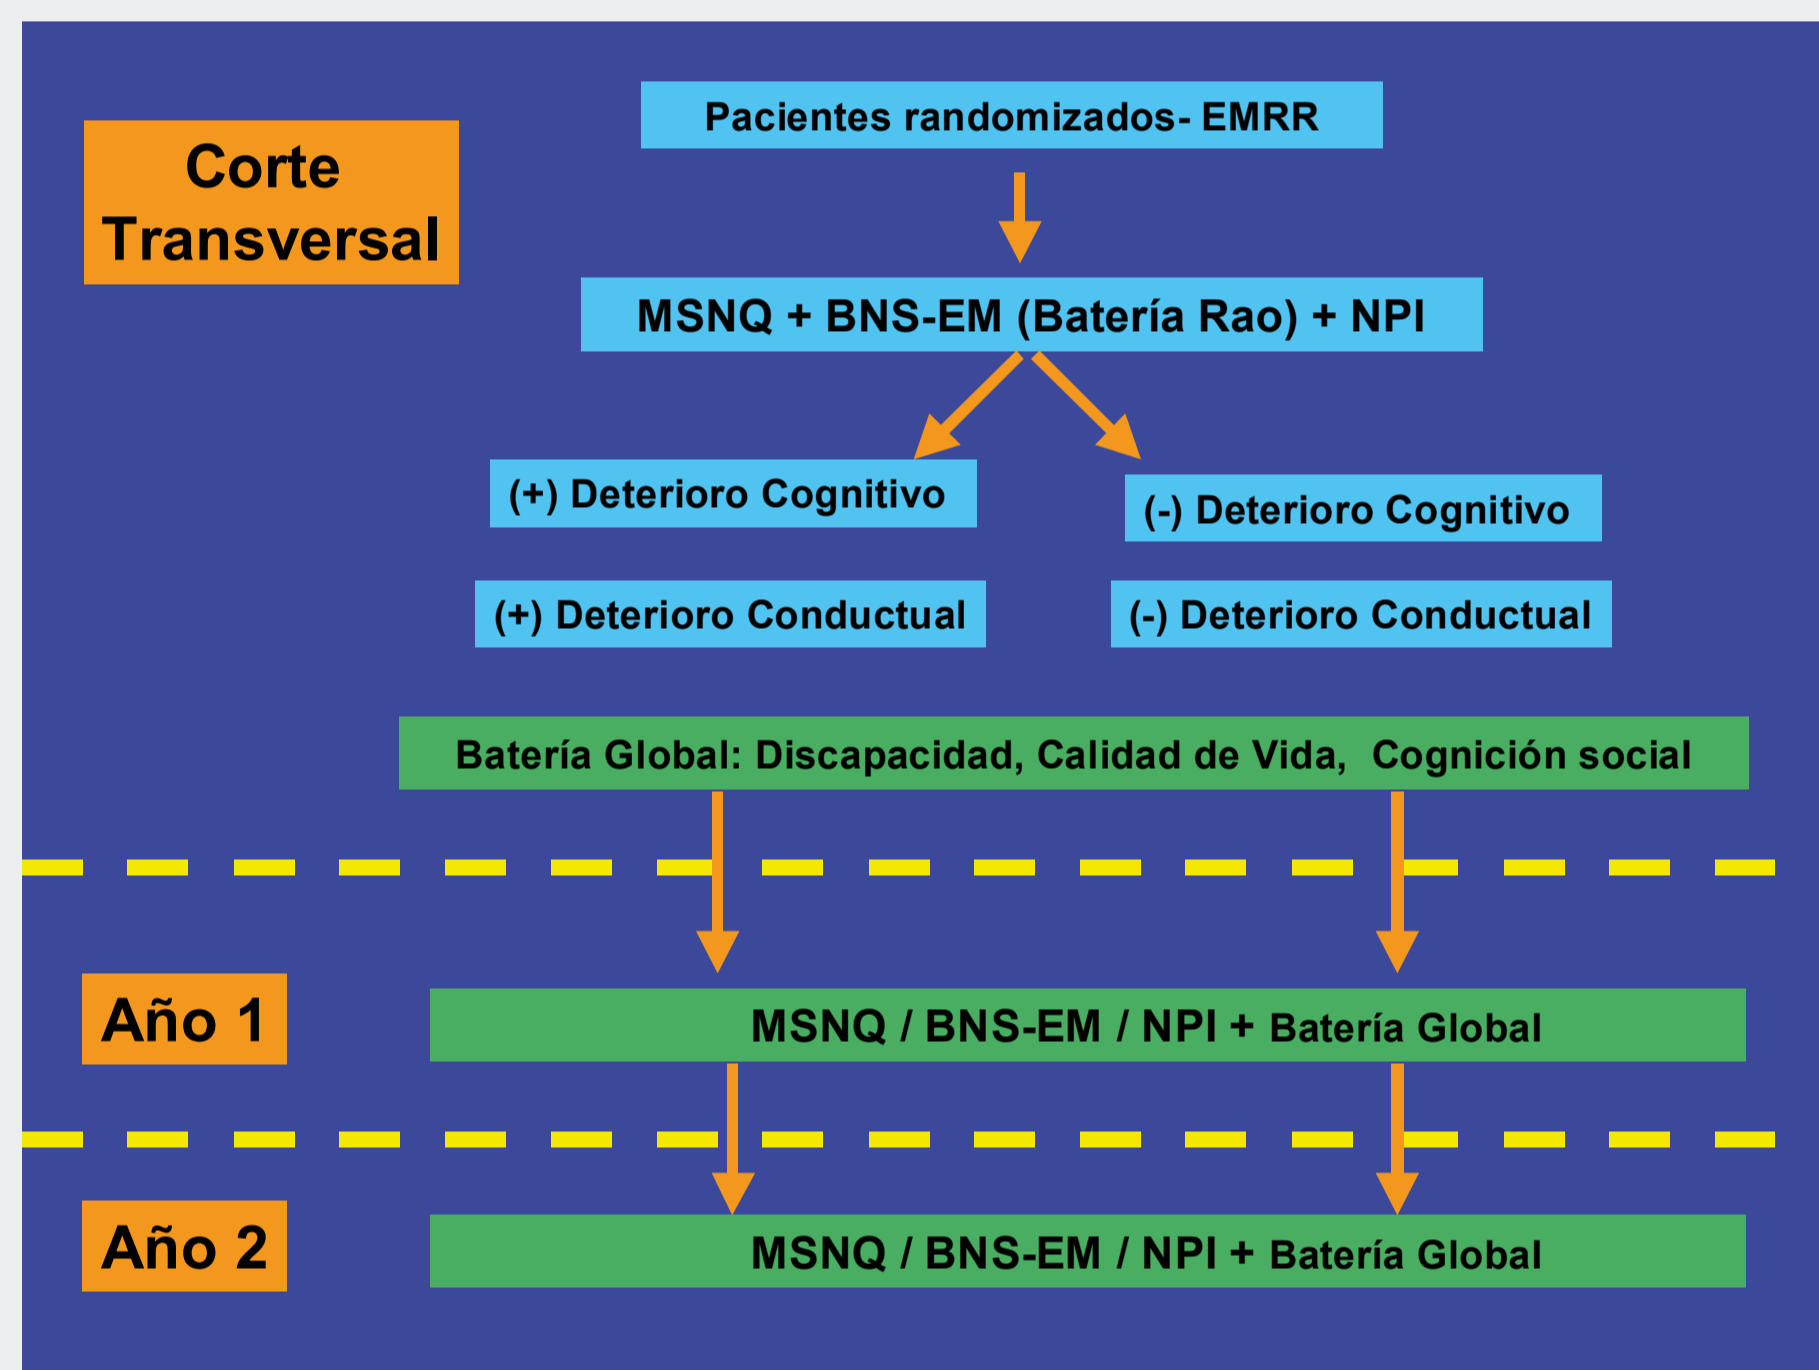 Pacientes randomizados- EMRR
Corte
Transversal
MSNQ + BNS-EM (Batería Rao) + NPI
(+) Deterioro Cognitivo
(-) Deterioro Cognitivo
(+) Deterioro Conductual
(-) Deterioro Conductual
Batería Global: Discapacidad, Calidad de Vida, Cognición social
Año 1
MSNQ / BNS-EM / NPI + Batería Global
Año 2
MSNQ / BNS-EM / NPI + Batería Global